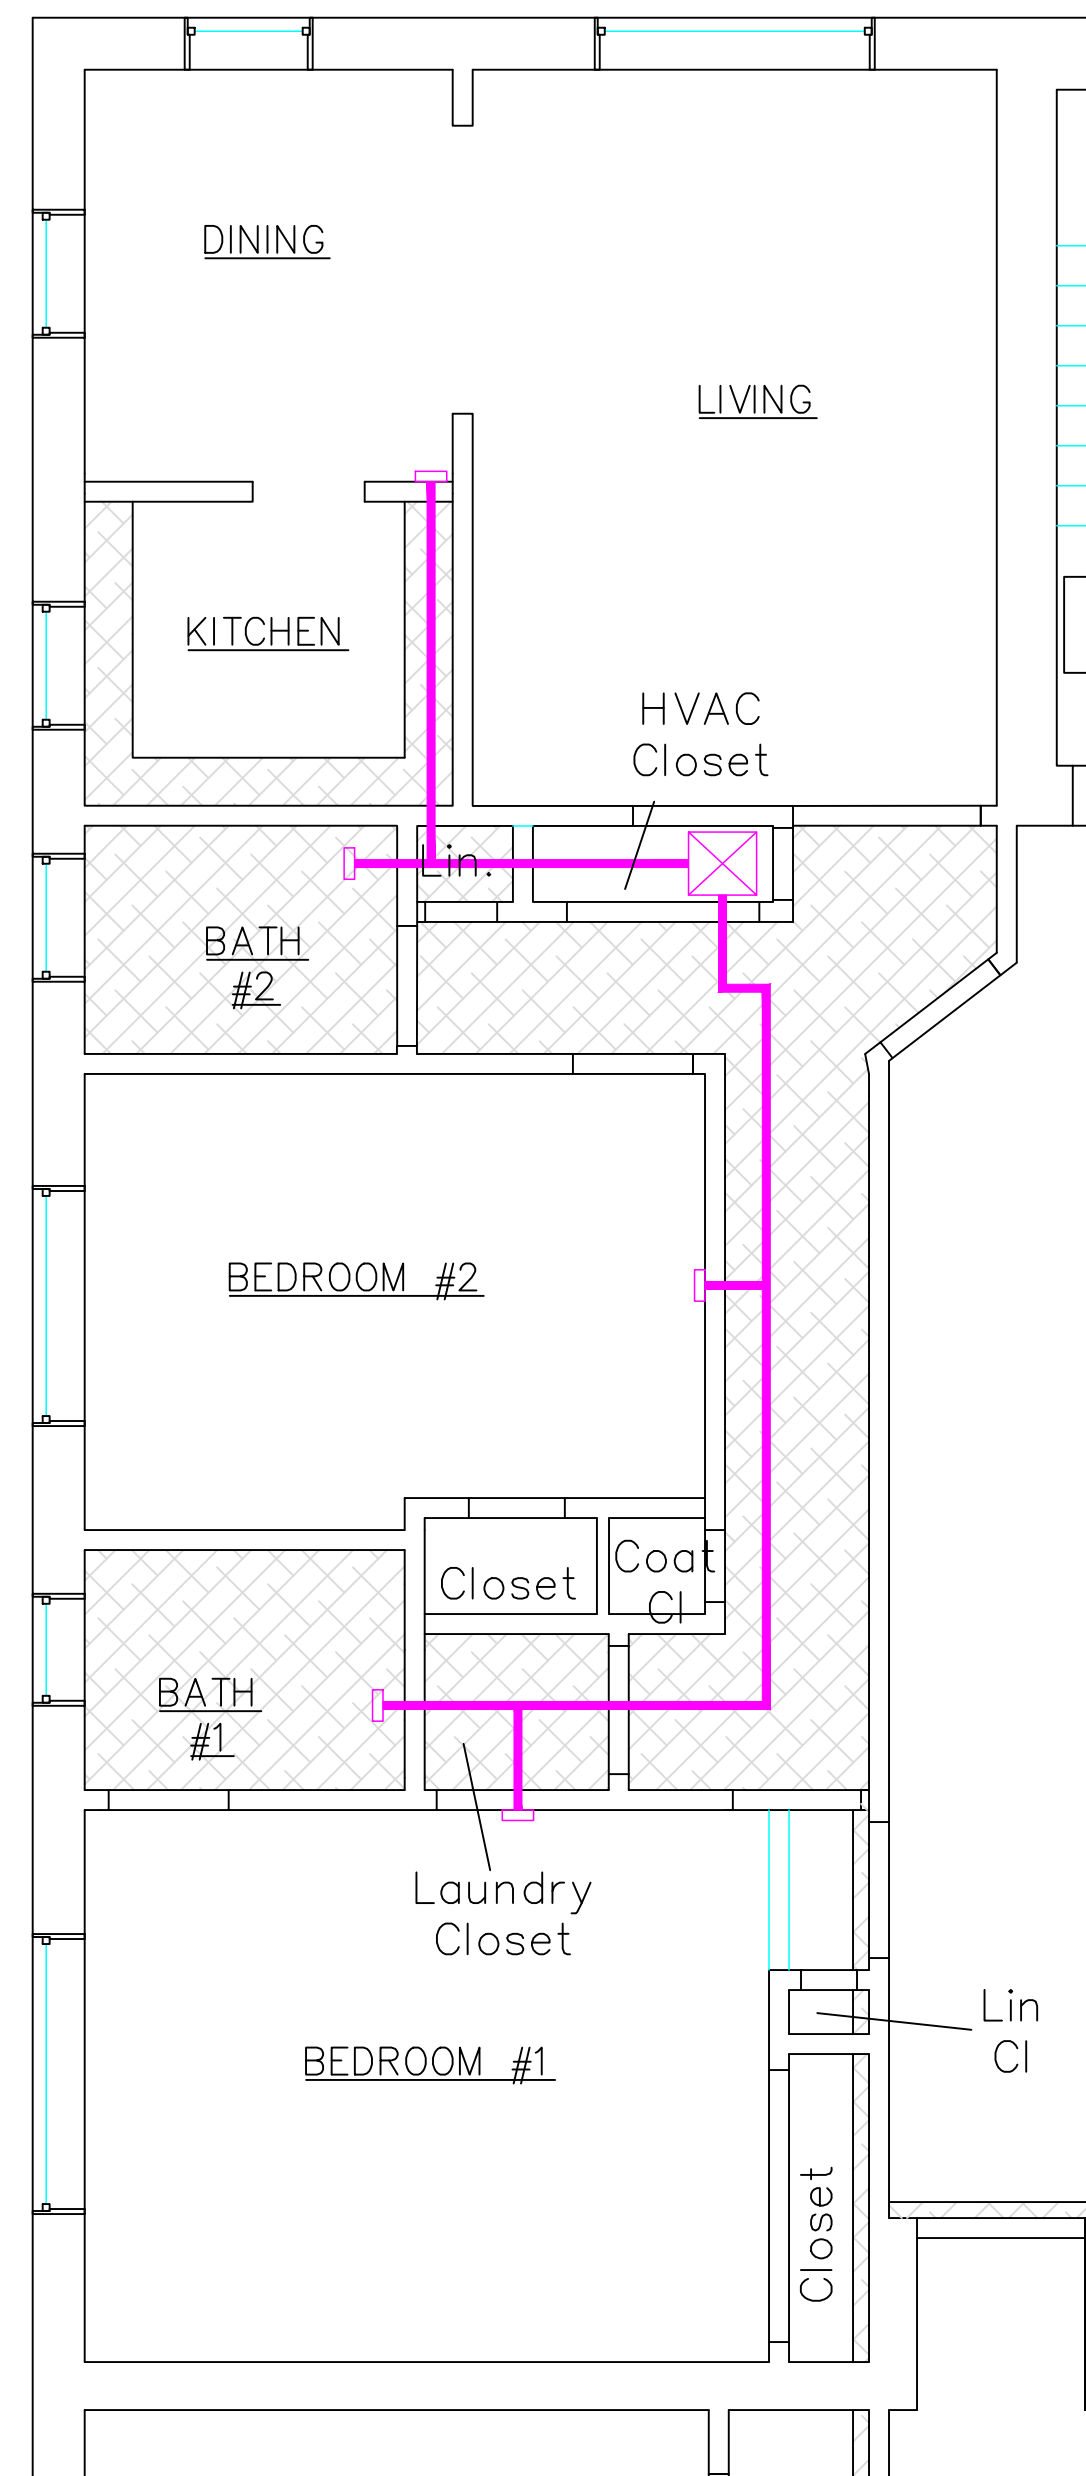 DINING
LIVING
KITCHEN
HVAC
Closet
Lin.
BATH
#2
BEDROOM #2
Closet
Coat
Cl
BATH
#1
Laundry
Closet
BEDROOM #1
Lin
Cl
Closet